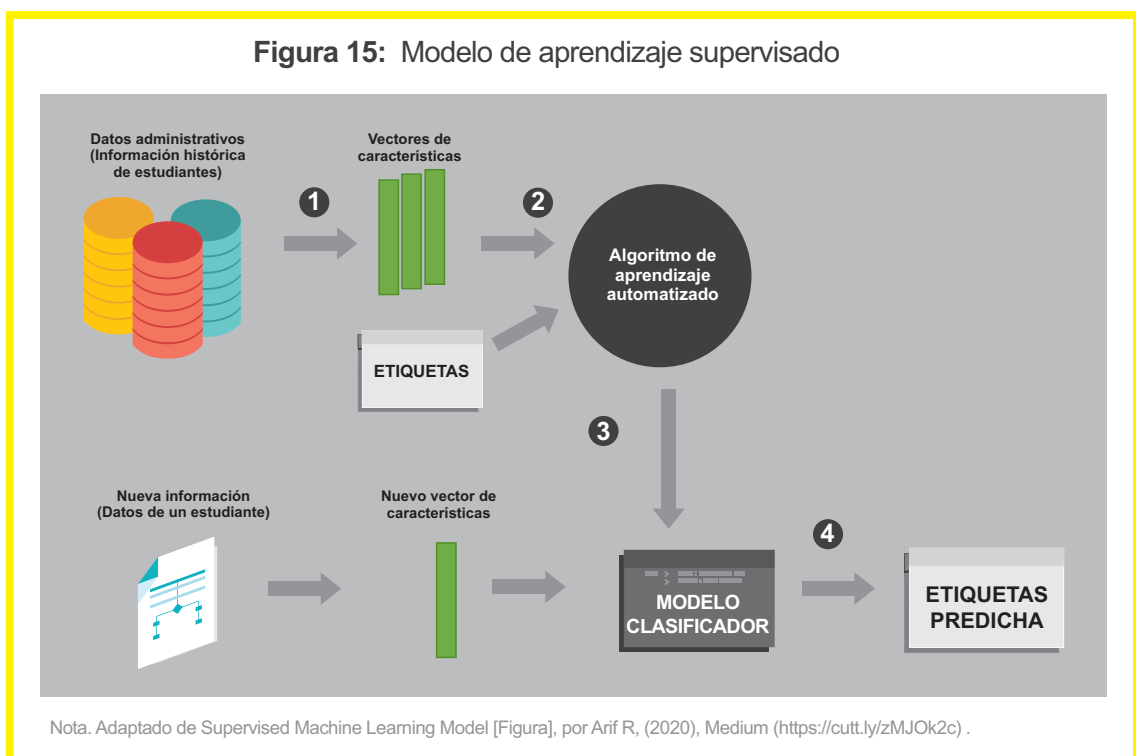 Figura 15: Modelo de aprendizaje supervisado
Datos administrativos
(Información histórica
de estudiantes)
1
Vectores de
características
2
Algoritmo de
aprendizaje
automatizado
ETIQUETAS
3
Nueva información
(Datos de un estudiante)
Nuevo vector de
características
MODELO
CLASIFICADOR
4
ETIQUETAS
PREDICHA
Nota. Adaptado de Supervised Machine Learning Model [Figura], por Arif R, (2020), Medium (https://cutt.ly/zMJOk2c) .